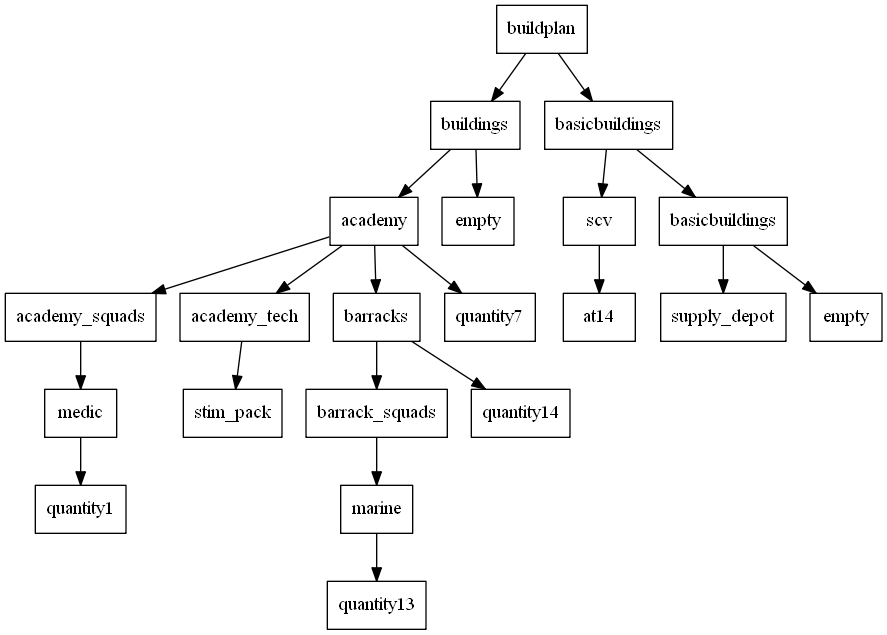 buildplan
buildings
basicbuildings
academy
empty
scv
basicbuildings
academy_squads
academy_tech
barracks
quantity7
at14
supply_depot
empty
medic
stim_pack
barrack_squads
quantity14
quantity1
marine
quantity13